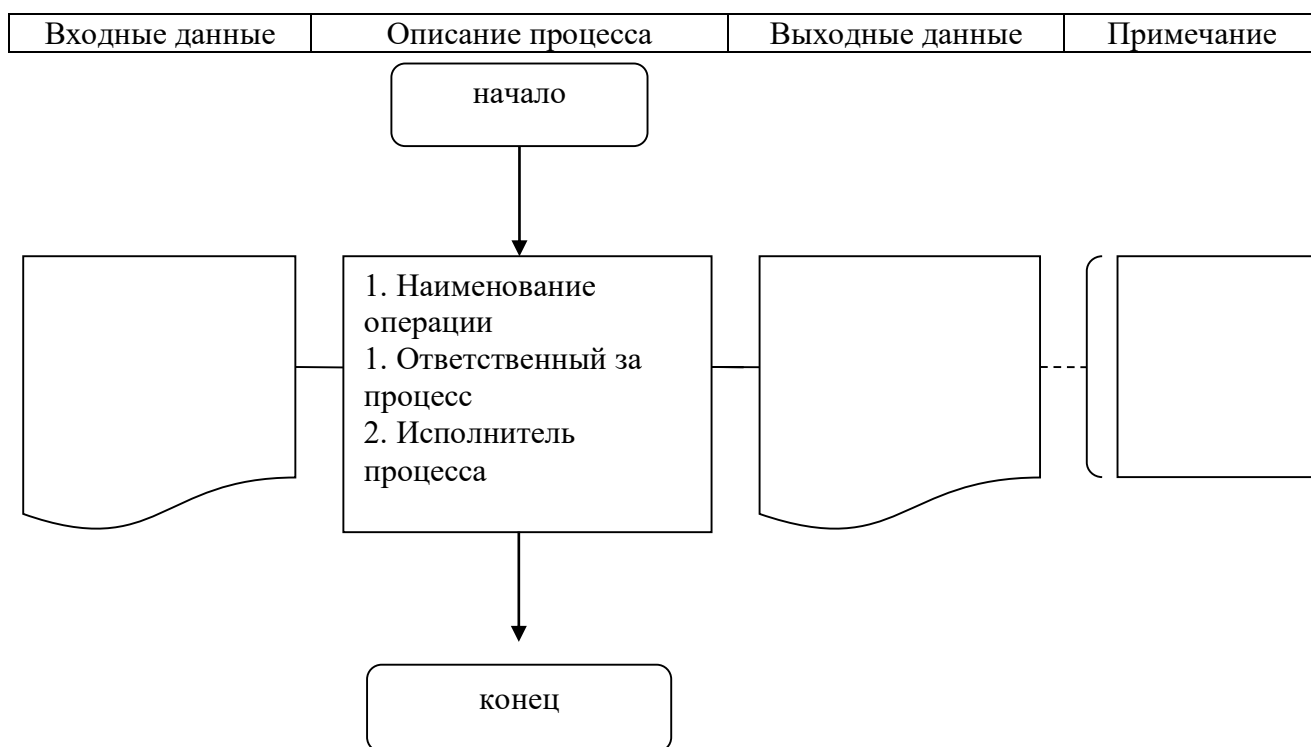 Входные данные
Описание процесса
Выходные данные
Примечание
начало
1. Наименование
операции
1. Ответственный за
процесс
2. Исполнитель
процесса
конец